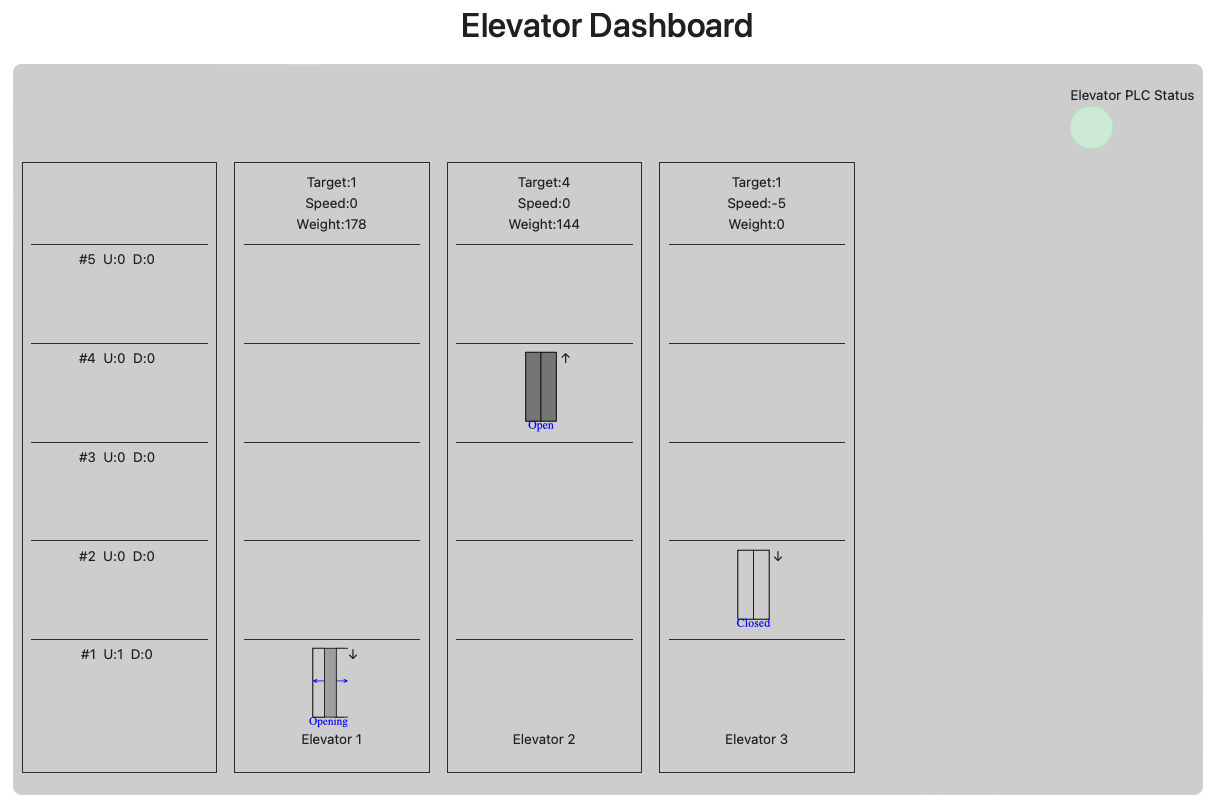 Elevator Dashboard
Elevator PLC Status
#5 U:0 D:0
#4 U:0 D:0
#3 U:0 D:0
#2 U:0 D:0
#1 U:1 D:0
Target:1
Speed:0
Weight:178
↓
Opening
Elevator 1
Target:4
Speed:0
Weight:144
↑
Open
Elevator 2
Target:1
Speed:-5
Weight:0
↓
Closed
Elevator 3